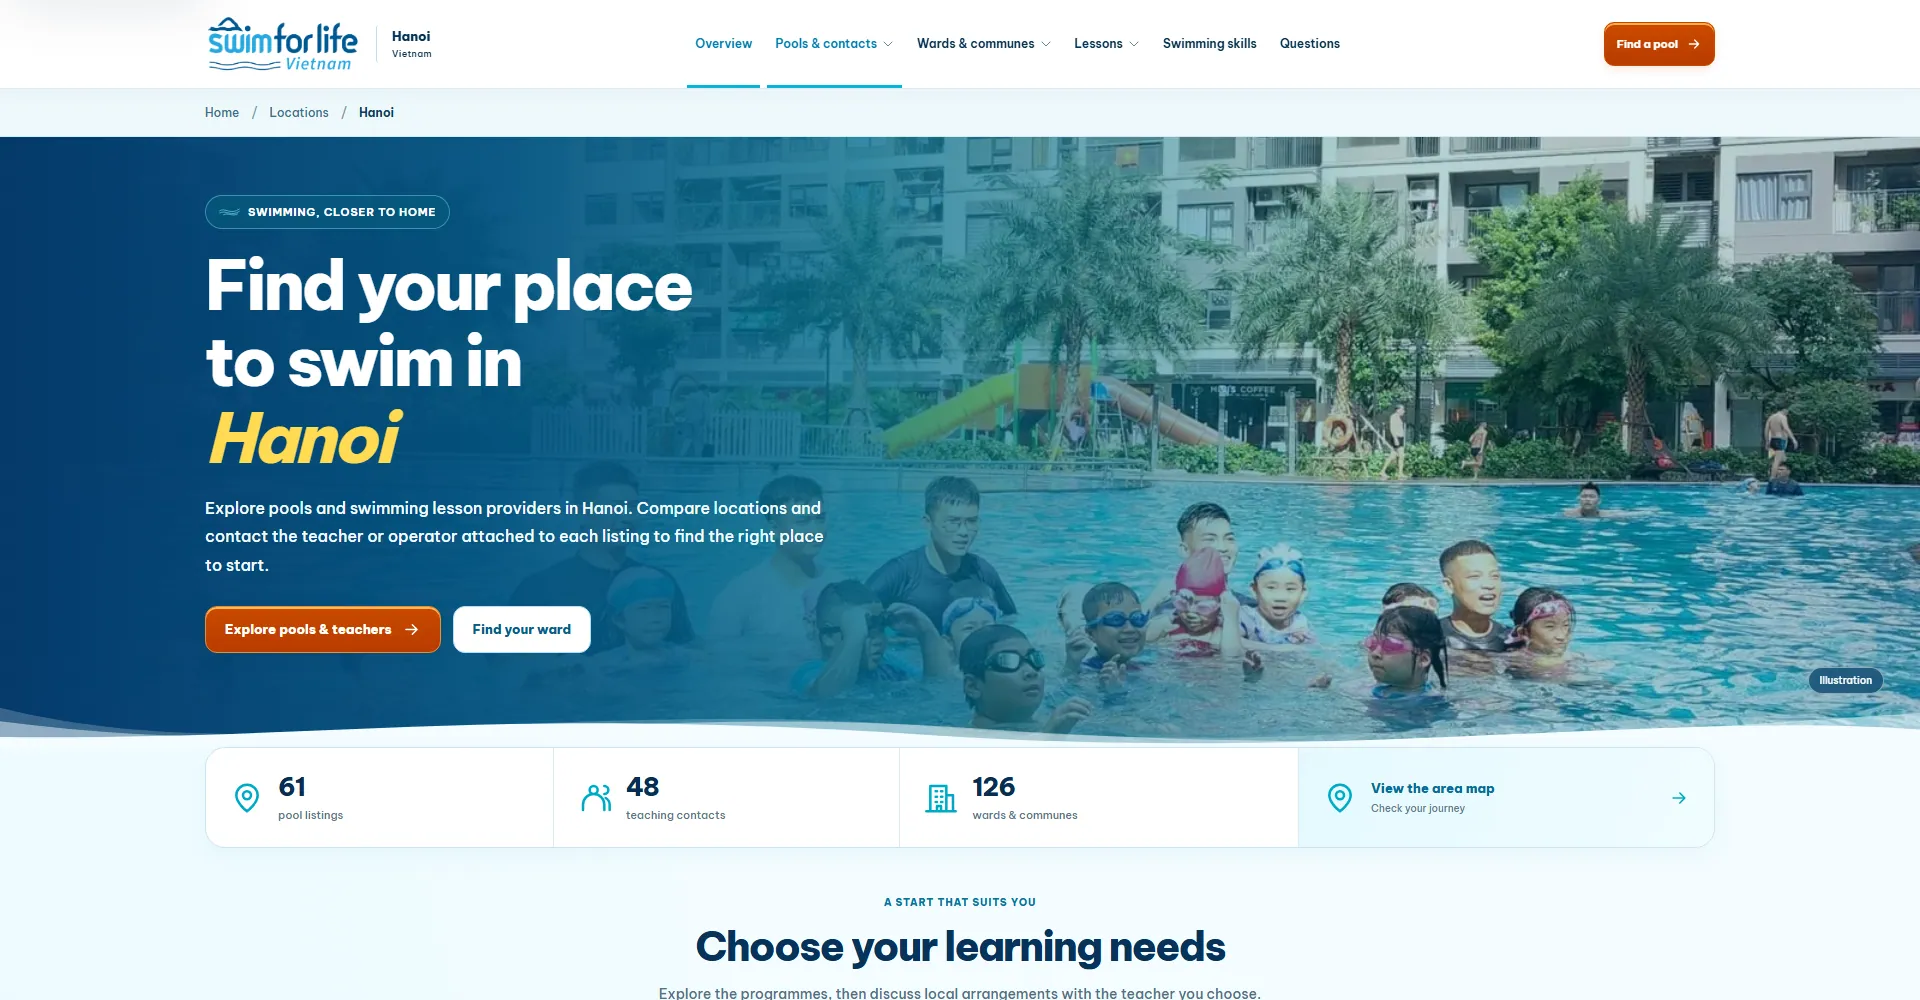 swimforlife
Vietnam
Hanoi
Vietnam
Overview
Pools & contacts
Wards & communes
Lessons
Swimming skills
Questions
Find a pool
Home / Locations / Hanoi
SWIMMING, CLOSER TO HOME
Find your place
to swim in
Hanoi
Explore pools and swimming lesson providers in Hanoi. Compare locations and
contact the teacher or operator attached to each listing to find the right place
to start.
Explore pools & teachers
Find your ward
COFFEE
Illustration
61
pool listings
48
teaching contacts
126
wards & communes
View the area map
Check your journey
A START THAT SUITS YOU
Choose your learning needs
Explore the programmes, then discuss local arrangements with the teacher you choose.